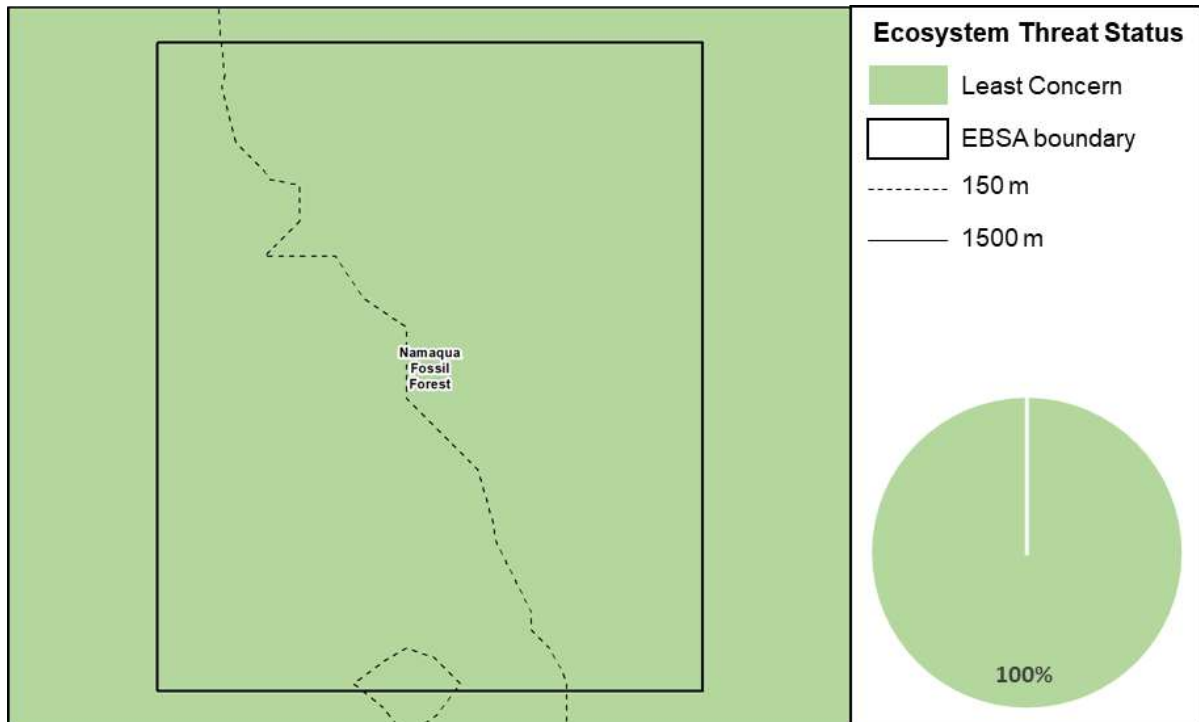 Namaqua
Fossil
Forest
Ecosystem Threat Status
Least Concern
EBSA boundary
150 m
1500 m
100%